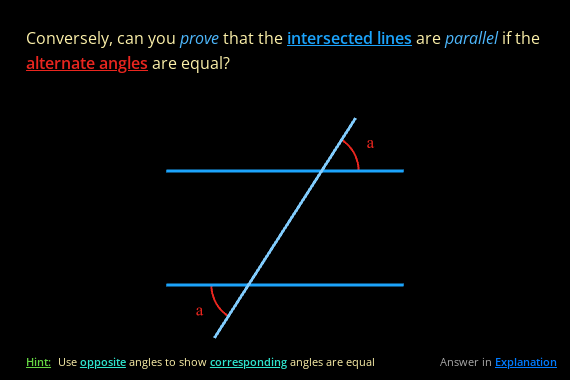 Conversely, can you prove that the intersected lines are parallel if the
alternate angles are equal?
a
a
Hint: Use opposite angles to show corresponding angles are equal
Answer in Explanation